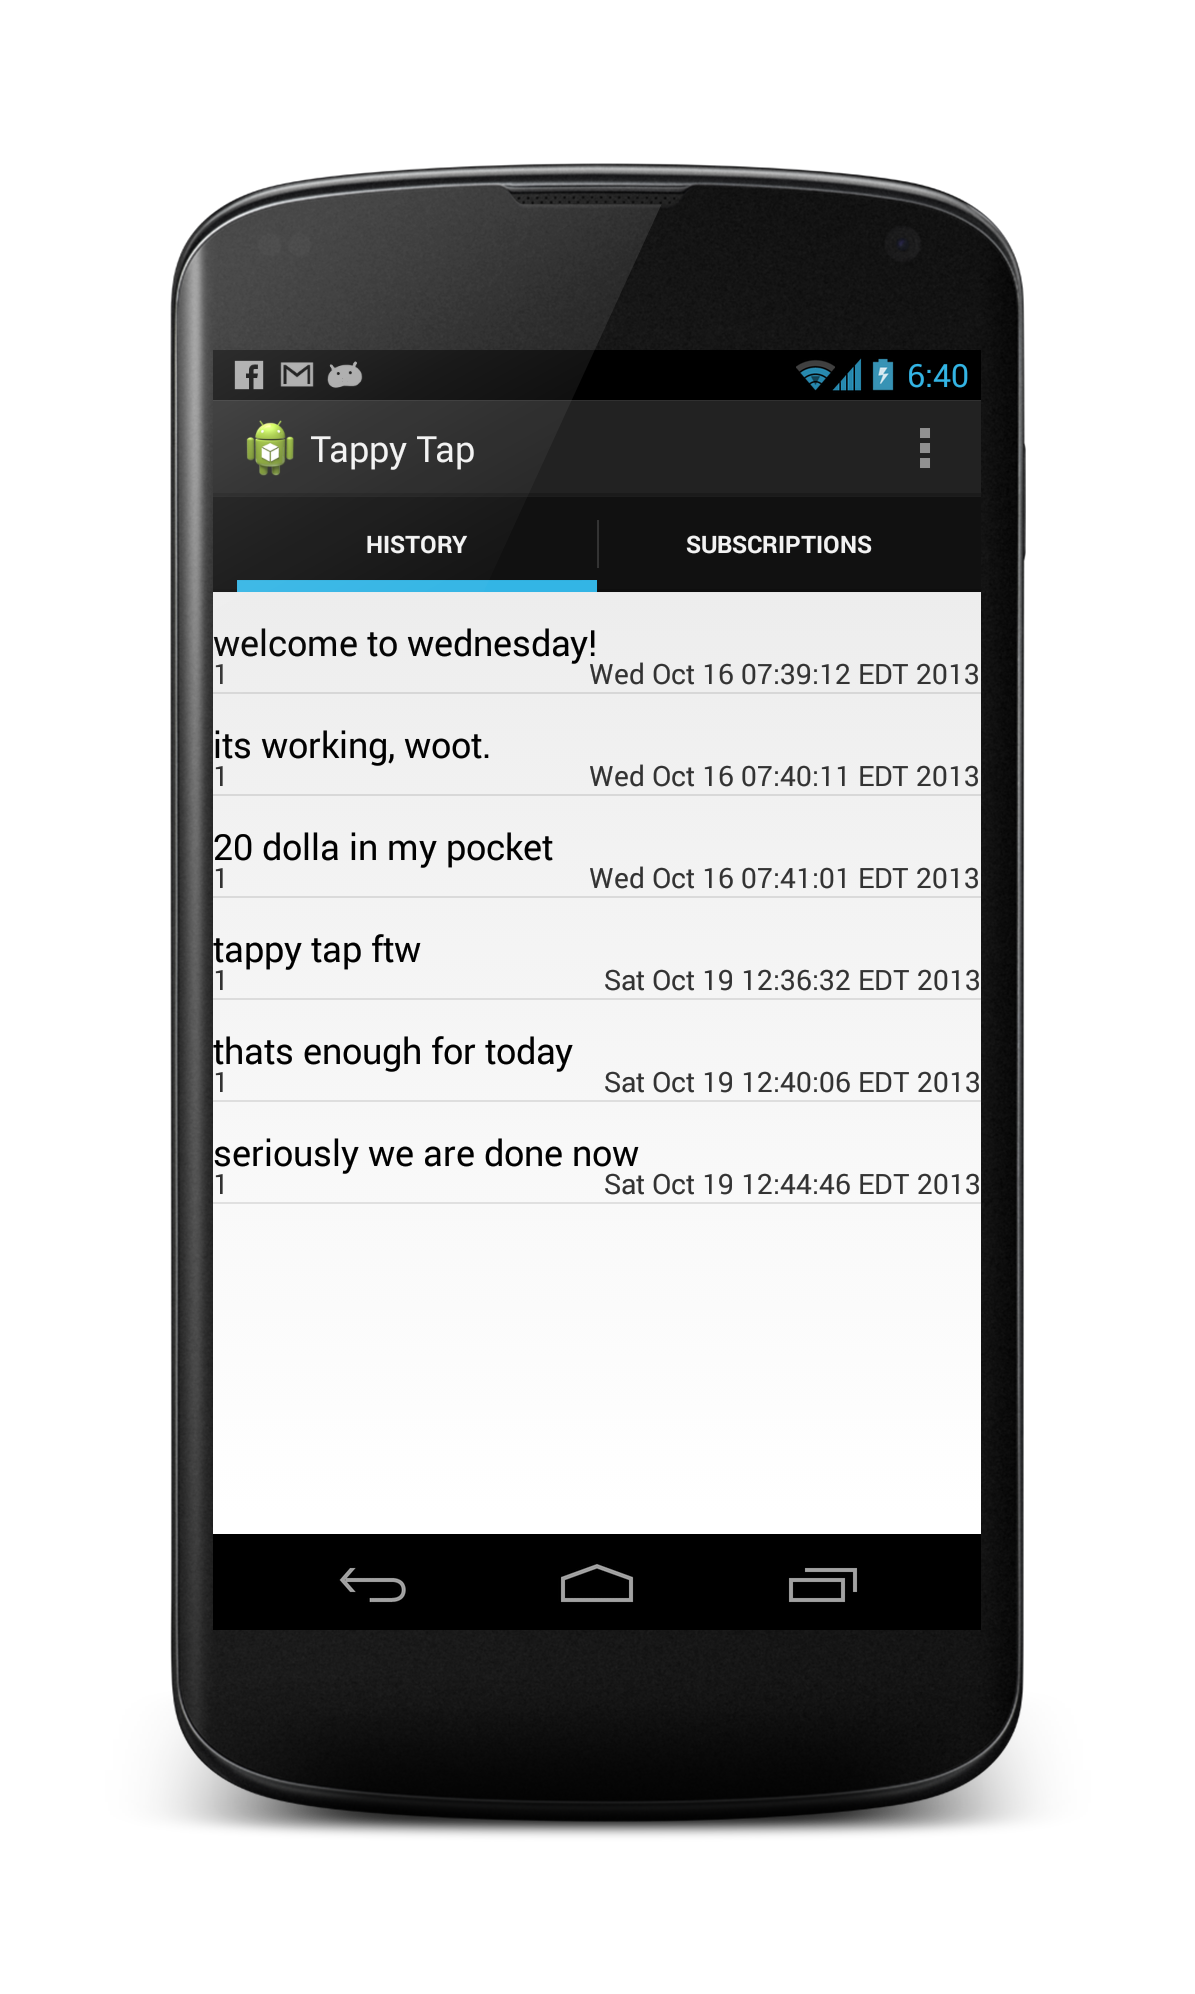 6:40
Tappy Tap
HISTORY SUBSCRIPTIONS
welcome to wednesday!
1 Wed Oct 16 07:39:12 EDT 2013
its working, woot.
1 Wed Oct 16 07:40:11 EDT 2013
20 dolla in my pocket
1 Wed Oct 16 07:41:01 EDT 2013
tappy tap ftw
1 Sat Oct 19 12:36:32 EDT 2013
thats enough for today
1 Sat Oct 19 12:40:06 EDT 2013
seriously we are done now
1 Sat Oct 19 12:44:46 EDT 2013